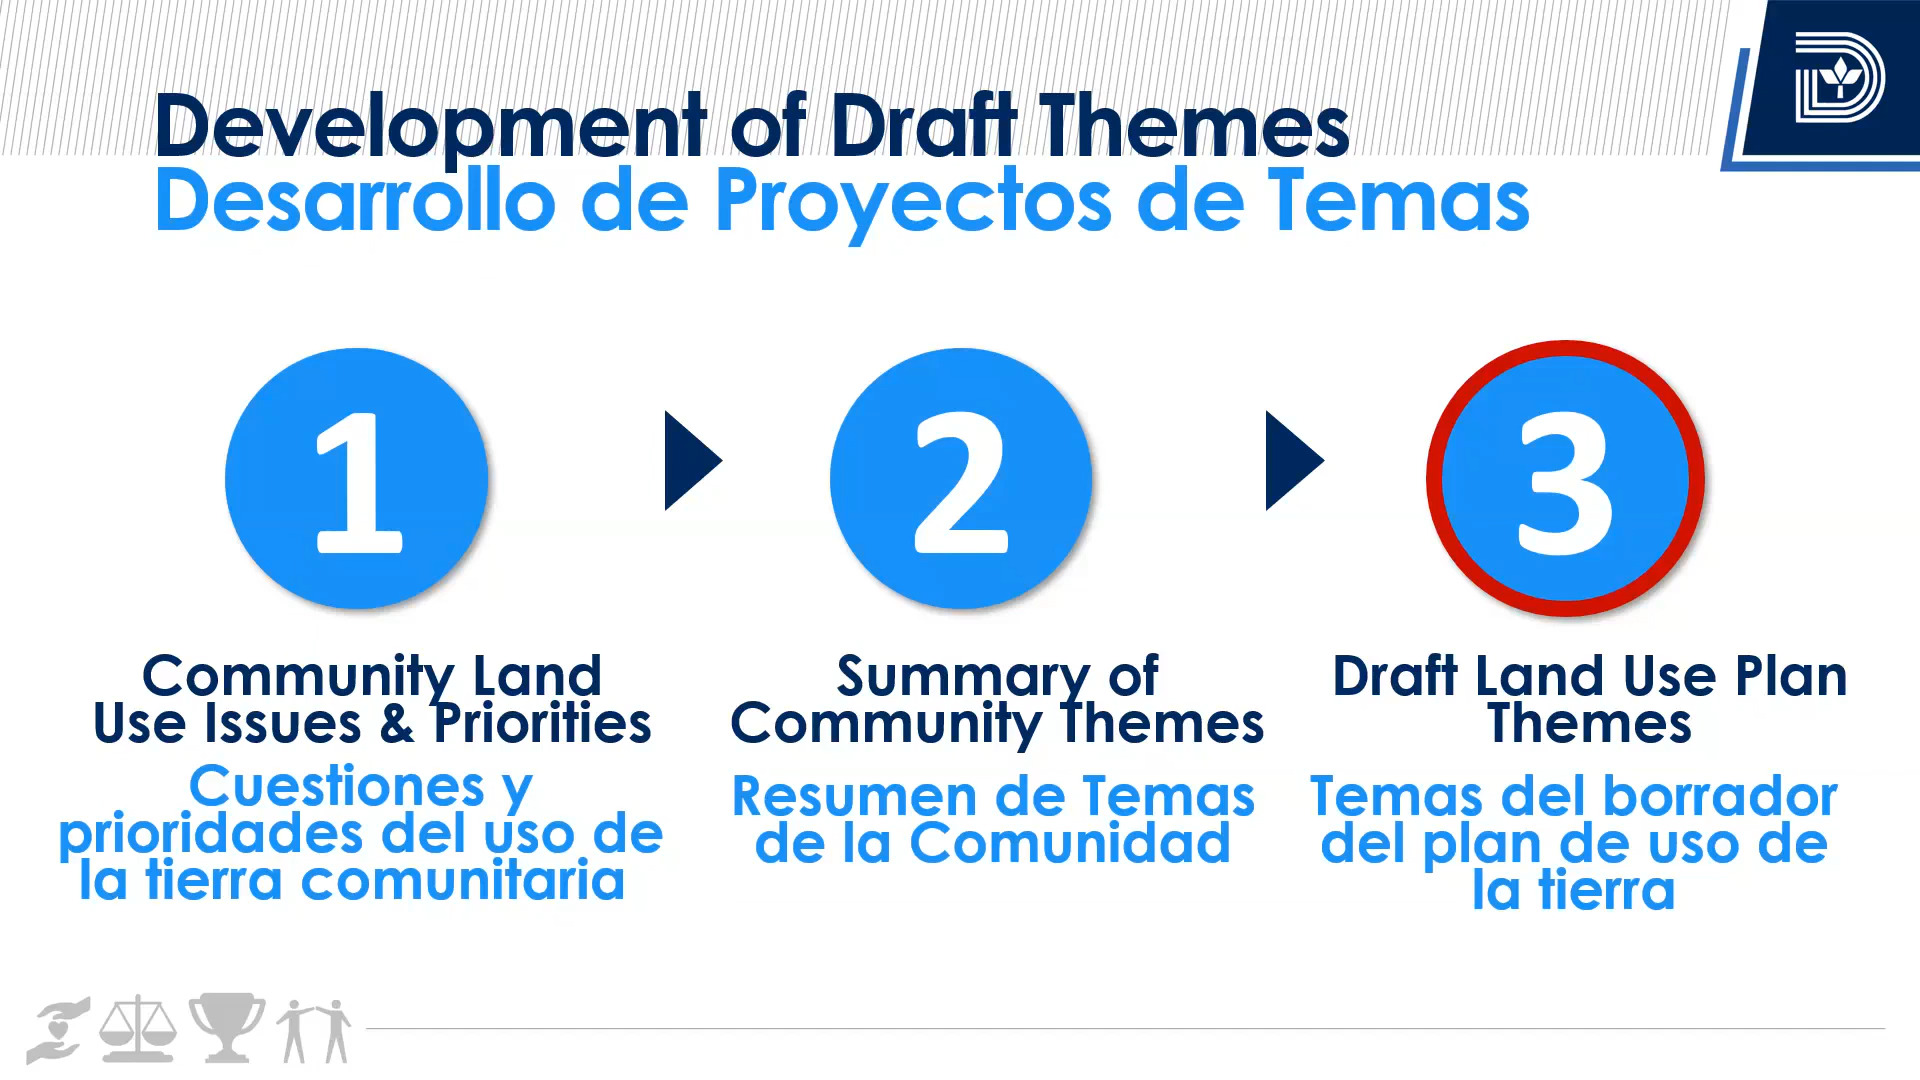 Development of Draft Themes
Desarrollo de Proyectos de Temas
1
2
3
Community Land
Use Issues & Priorities
Cuestiones y
prioridades del uso de
la tierra comunitaria
Summary of
Community Themes
Resumen de Temas
de la Comunidad
Draft Land Use Plan
Themes
Temas del borrador
del plan de uso de
la tierra